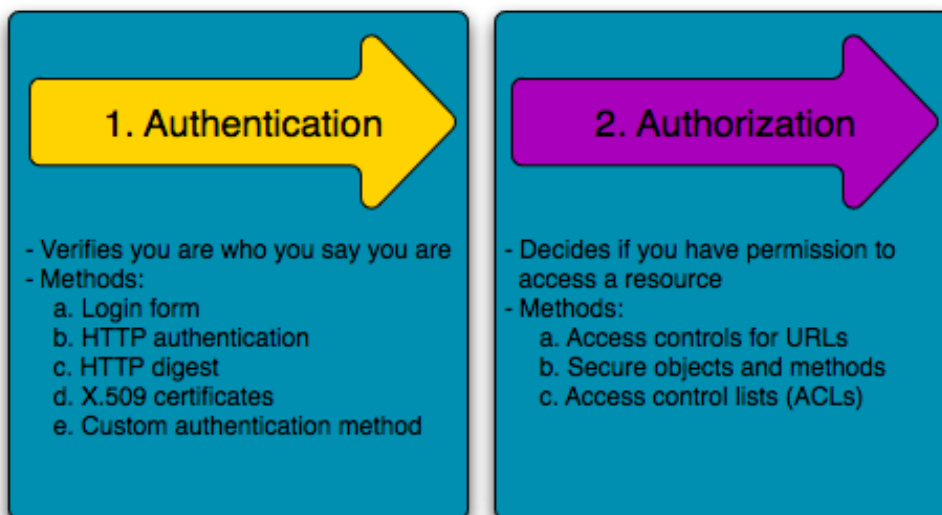 1. Authentication
- Verifies you are who you say you are
- Methods:
a. Login form
b. HTTP authentication
c. HTTP digest
d. X.509 certificates
e. Custom authentication method
2. Authorization
- Decides if you have permission to
access a resource
- Methods:
a. Access controls for URLs
b. Secure objects and methods
c. Access control lists (ACLs)